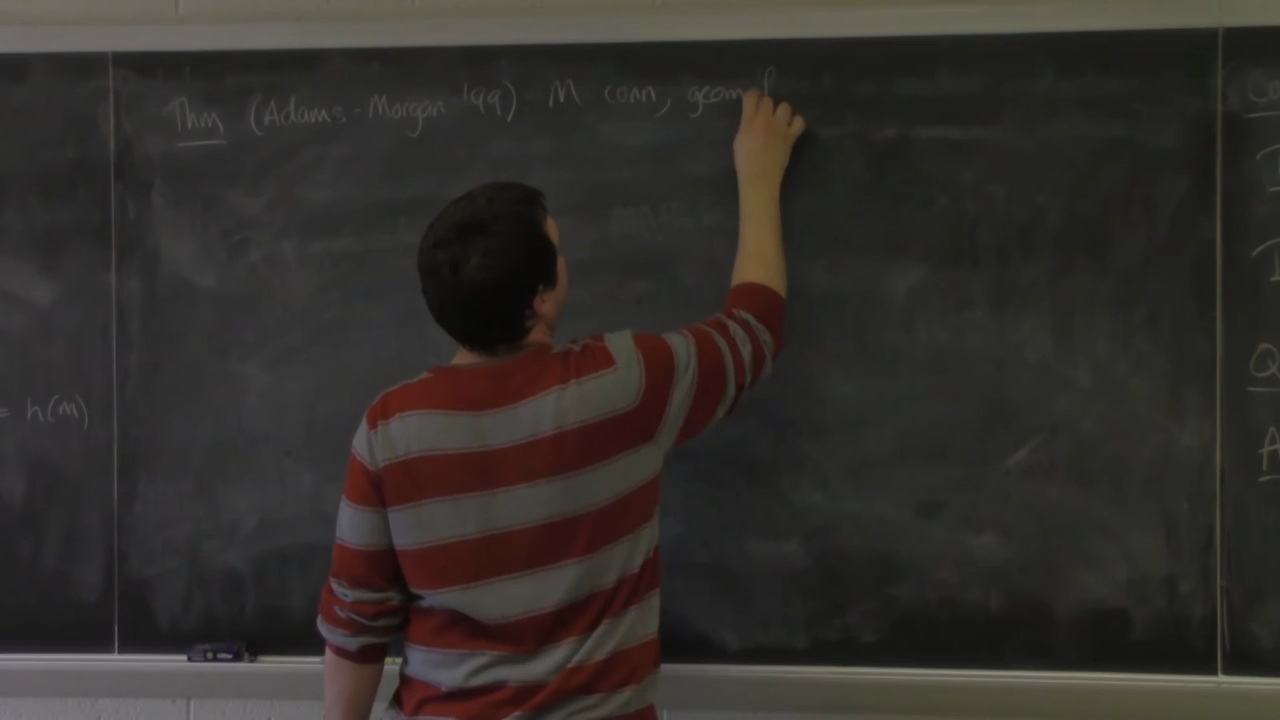 Thm (Adams-Morgan '99) M conn, geom f
= h(M)
Q
A